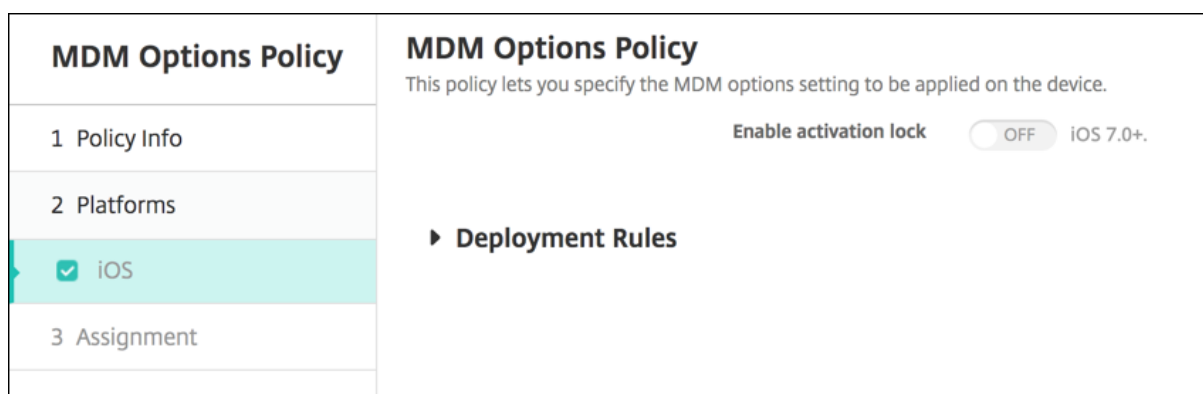 MDM Options Policy
1 Policy Info
2 Platforms
iOS
3 Assignment
MDM Options Policy
This policy lets you specify the MDM options setting to be applied on the device.
Enable activation lock OFF iOS 7.0+.
Deployment Rules